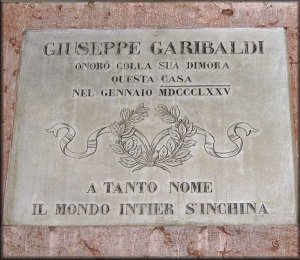 GIUSEPPE GARIBALDI
ONORÒ COLLA SUA DIMORA
QUESTA CASA
NEL GENNAIO MDCCCLXXV
A TANTO NOME
IL MONDO INTIER S'INCHINA